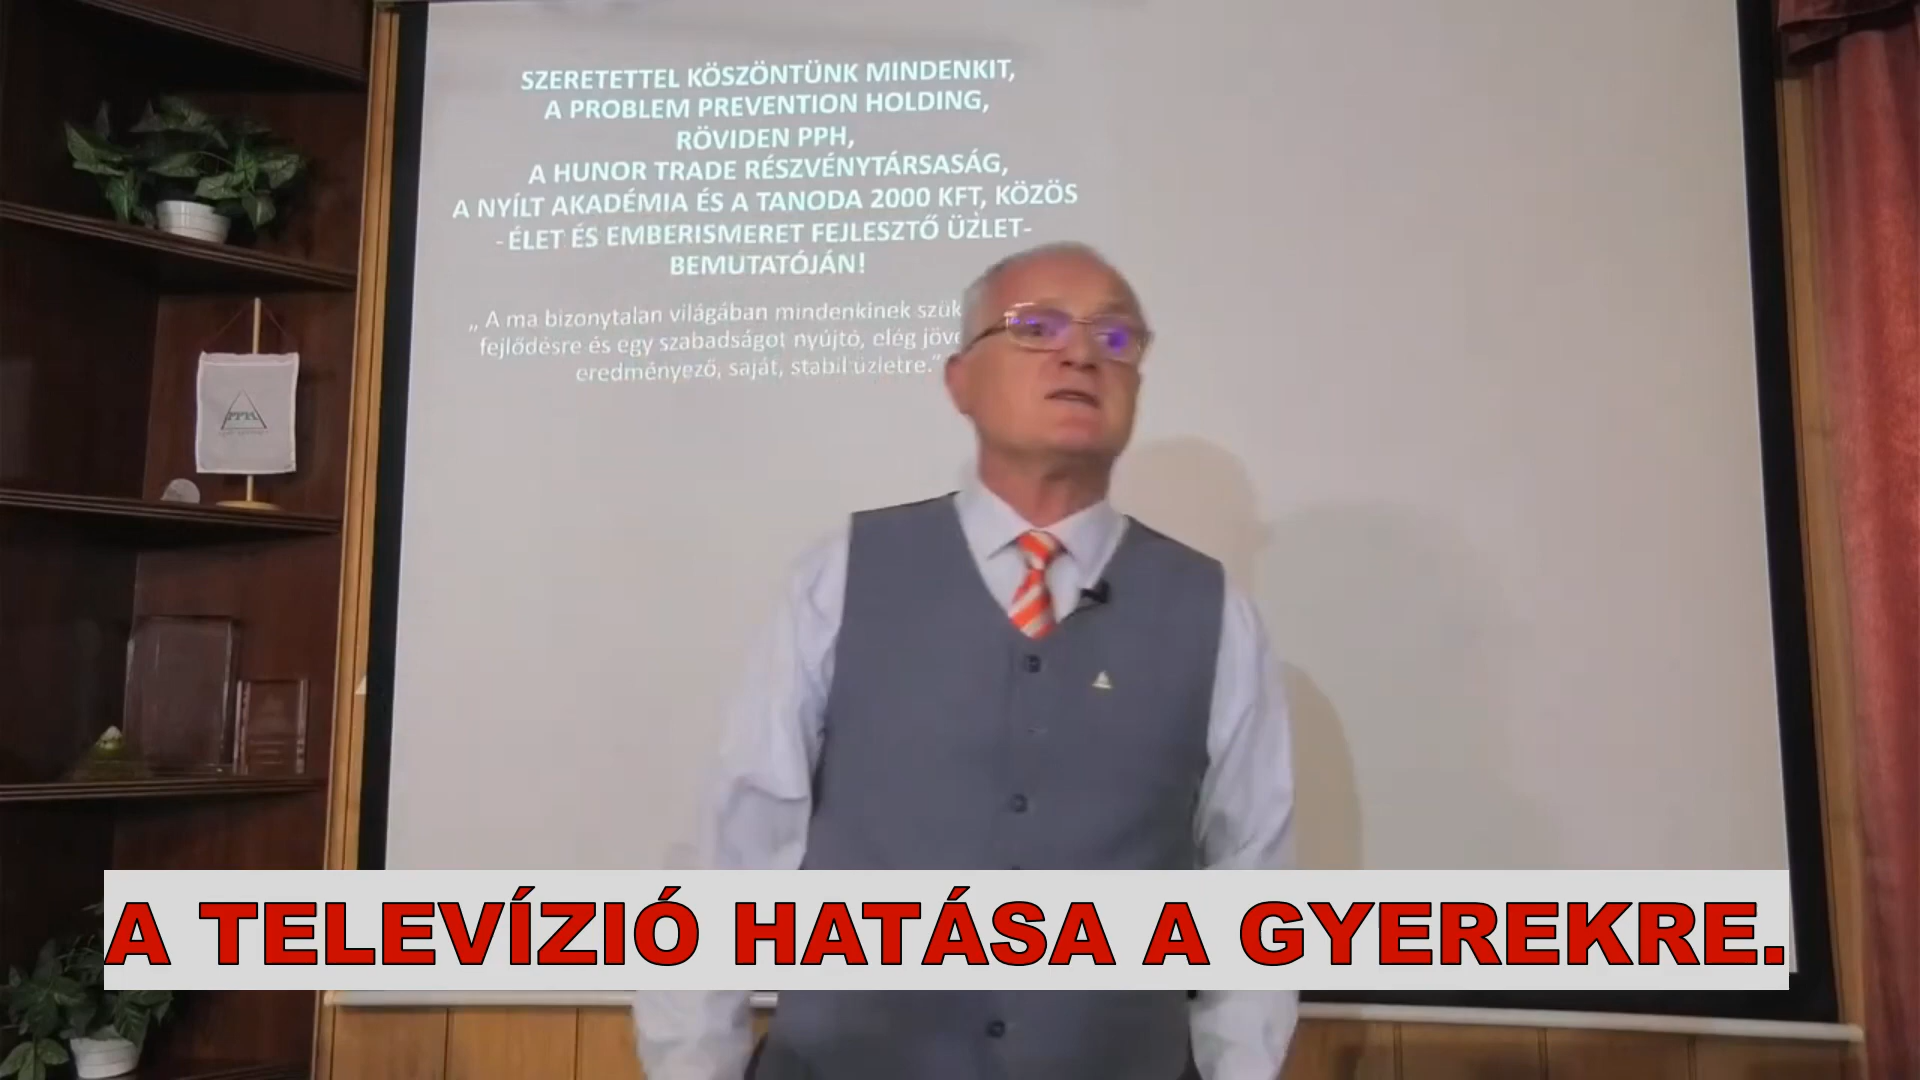 SZERETETTEL KÖSZÖNTÜNK MINDENKIT,
A PROBLEM PREVENTION HOLDING,
RÖVIDEN PPH,
A HUNOR TRADE RÉSZVÉNYTÁRSASÁG,
A NYÍLT AKADÉMIA ÉS A TANODA 2000 KFT, KÖZÖS
- ÉLET ÉS EMBERISMERET FEJLESZTŐ ÜZLET-
BEMUTATÓJÁN!
„ A ma bizonytalan világában mindenkinek szük
fejlődésre és egy szabadságot nyújtó, elég jöve
eredményező, saját, stabil üzletre.”
PPH
A TELEVÍZIÓ HATÁSA A GYEREKRE.